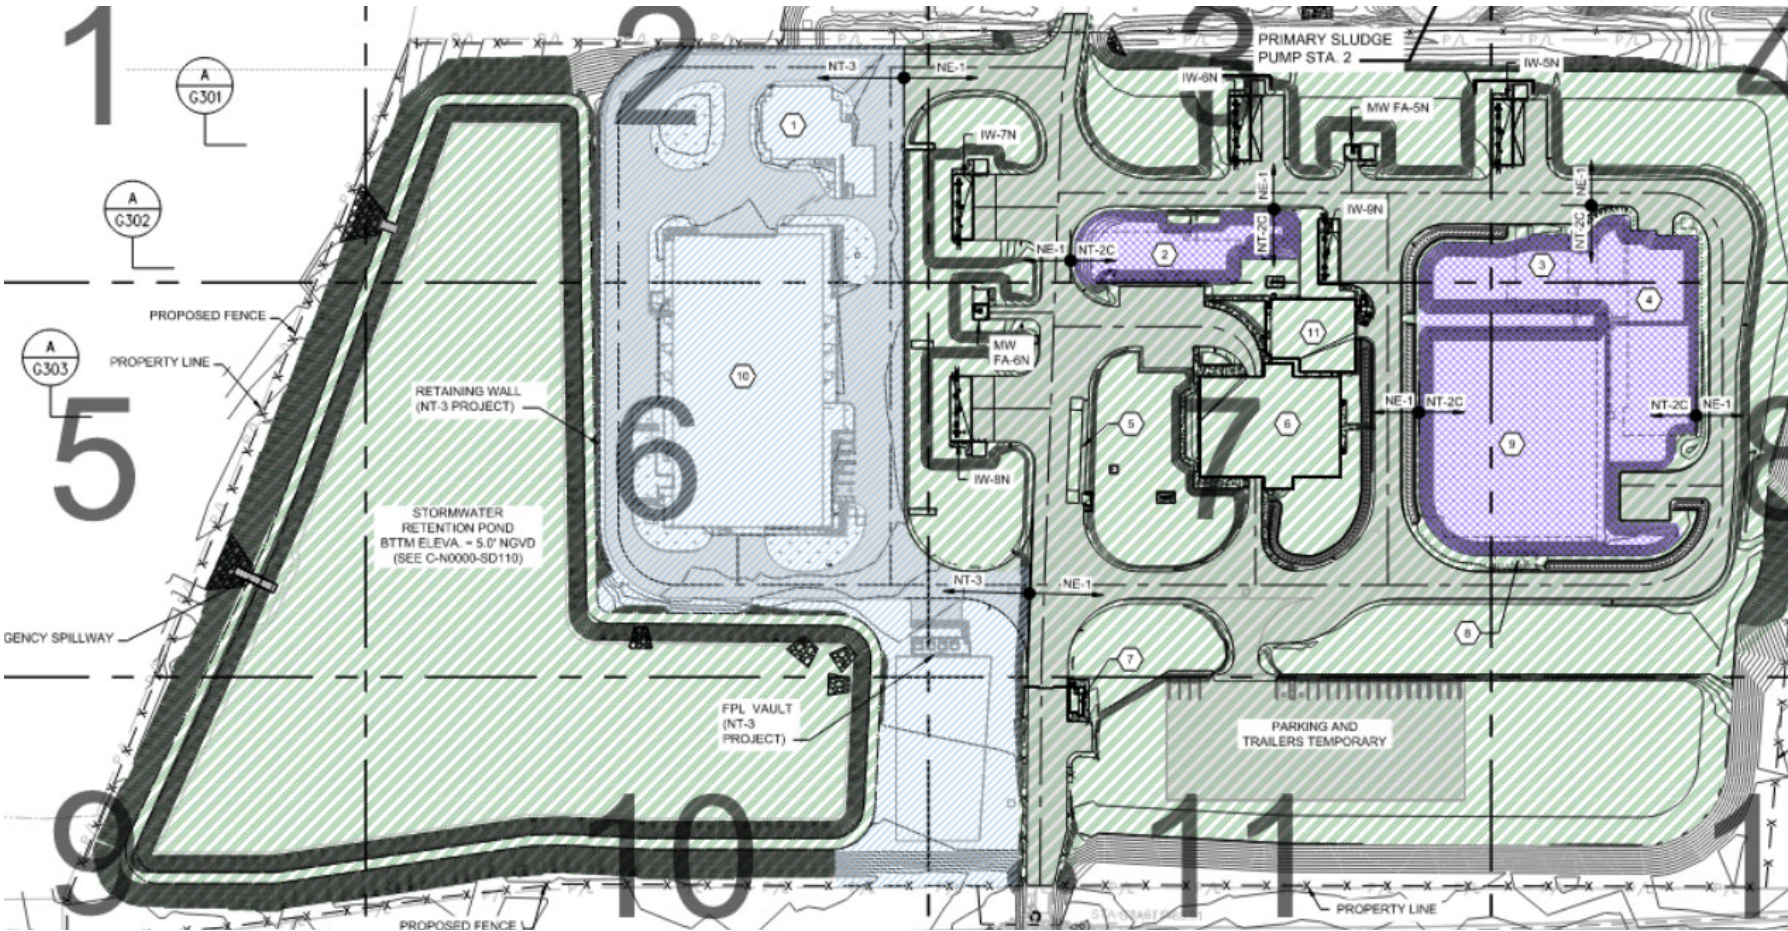 1
2
3
4
A
G301
NT-3
NE-1
1
PRIMARY SLUDGE
PUMP STA. 2
IW-6N
IW-5N
MW FA-5N
IW-7N
NE-1
NT-2C
NE-1
NT-2C
A
G302
IW-9N
NE-1
NT-2C
2
3
4
PROPOSED FENCE
11
A
G303
PROPERTY LINE
MW
FA-6N
10
RETAINING WALL
(NT-3 PROJECT)
NE-1
NT-2C
NT-2C
NE-1
5
6
7
8
5
6
9
IW-8N
STORMWATER
RETENTION POND
BTTM ELEVA. = 5.0' NGVD
(SEE C-N0000-SD110)
NT-3
NE-1
GENCY SPILLWAY
8
7
FPL VAULT
(NT-3
PROJECT)
PARKING AND
TRAILERS TEMPORARY
9
10
11
1
PROPOSED FENCE
PROPERTY LINE